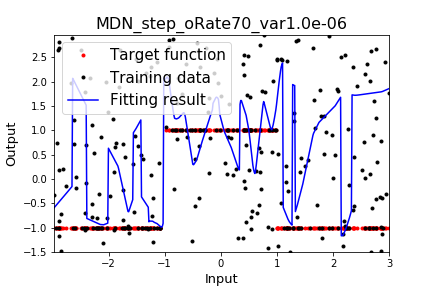 MDN_step_oRate70_var1.0e-06
Target function
Training data
Fitting result
Output
2.5
2.0
1.5
1.0
0.5
0.0
−0.5
−1.0
−1.5
−2
−1
0
1
2
3
Input